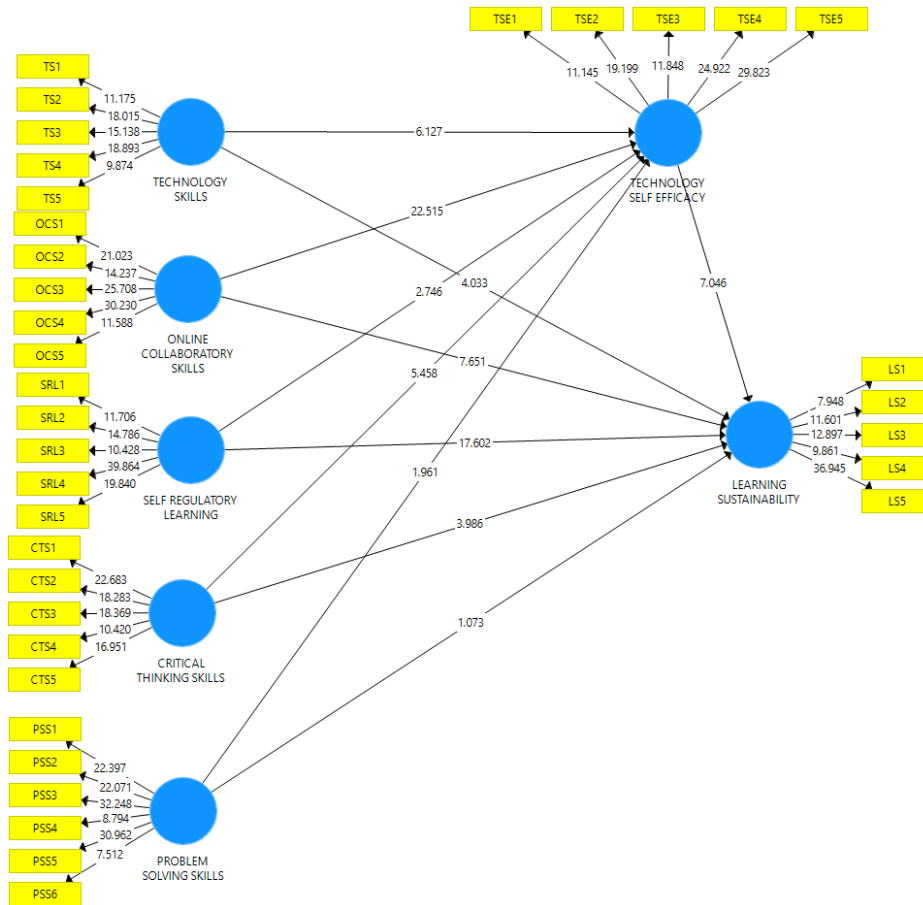 TSE1
TSE2
TSE3
TSE4
TSE5
11.145
19.199
11.848
24.922
29.823
TECHNOLOGY
SELF EFFICACY
TS1
TS2
TS3
TS4
TS5
11.175
18.015
15.138
18.893
9.874
TECHNOLOGY
SKILLS
6.127
4.033
OCS1
OCS2
OCS3
OCS4
OCS5
21.023
14.237
25.708
30.230
11.588
ONLINE
COLLABORATORY
SKILLS
22.515
7.651
7.046
SRL1
SRL2
SRL3
SRL4
SRL5
11.706
14.786
10.428
39.864
19.840
SELF REGULATORY
LEARNING
2.746
17.602
LS1
LS2
LS3
LS4
LS5
7.948
11.601
12.897
9.861
36.945
LEARNING
SUSTAINABILITY
CTS1
CTS2
CTS3
CTS4
CTS5
22.683
18.283
18.369
10.420
16.951
CRITICAL
THINKING SKILLS
5.458
3.986
PSS1
PSS2
PSS3
PSS4
PSS5
PSS6
22.397
22.071
32.248
8.794
30.962
7.512
PROBLEM
SOLVING SKILLS
1.961
1.073